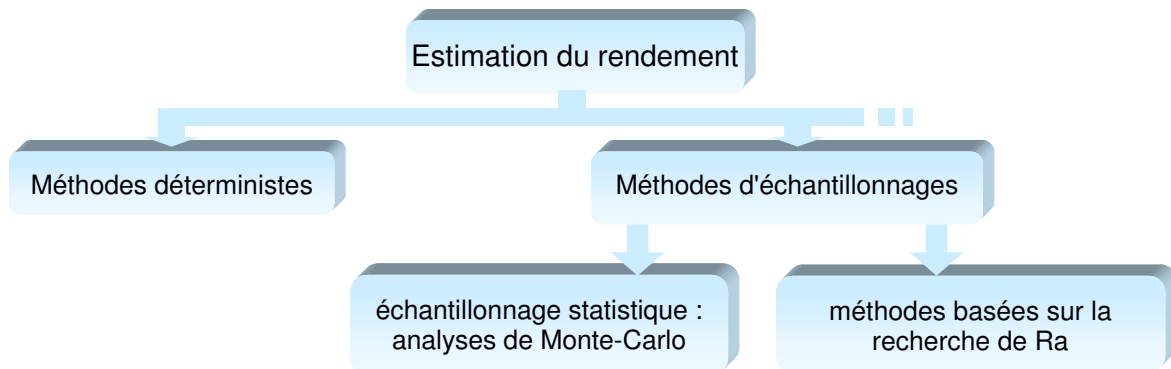 Estimation du rendement
Méthodes déterministes
Méthodes d'échantillonnages
échantillonnage statistique :
analyses de Monte-Carlo
méthodes basées sur la
recherche de Ra